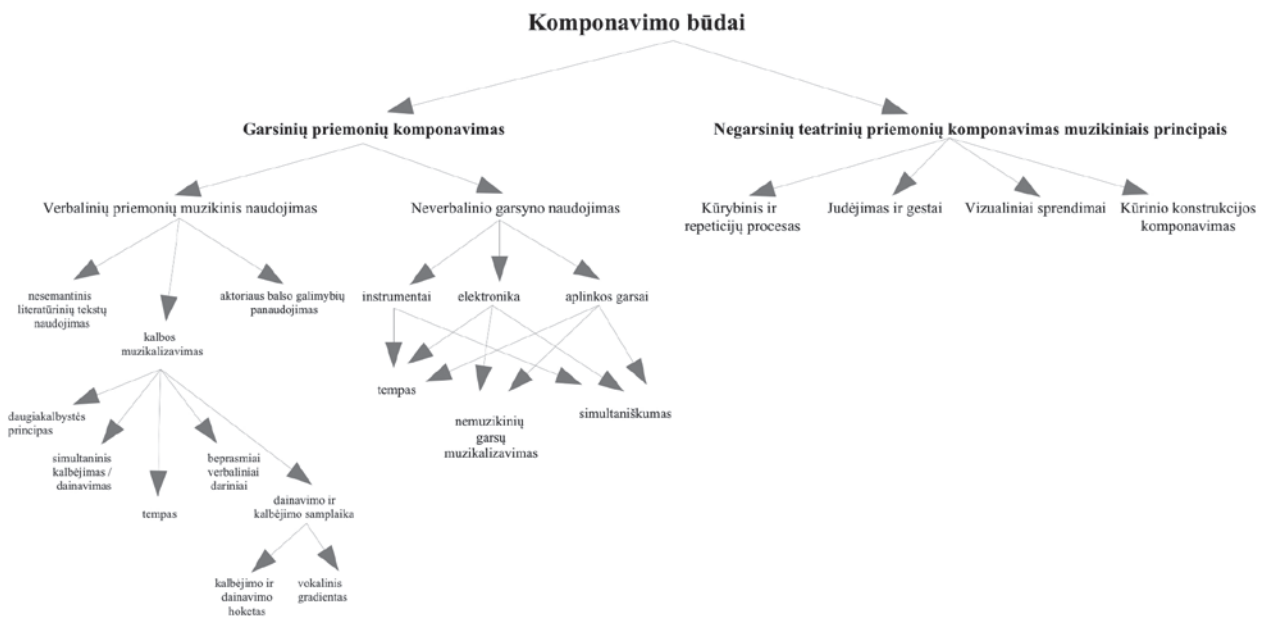 Komponavimo būdai
Garsinių priemonių komponavimas
Negarsinių teatrinių priemonių komponavimas muzikiniais principais
Verbalinių priemonių muzikinis naudojimas
Neverbalinio garsyno naudojimas
Kūrybinis ir
repeticijų procesas
Judėjimas ir gestai
Vizualiniai sprendimai
Kūrinio konstrukcijos
komponavimas
nesemantinis
literatūrinių tekstų
naudojimas
kalbos
muzikalizavimas
aktoriaus balso galimybių
panaudojimas
instrumentai
elektronika
aplinkos garsai
tempas
nemuzikinių
garsų
muzikalizavimas
simultaniškumas
daugiakalbystės
principas
simultaninis
kalbėjimas /
dainavimas
tempas
beprasmiai
verbaliniai
dariniai
dainavimo ir
kalbėjimo samplaika
kalbėjimo ir
dainavimo
hoketas
vokalinis
gradientas